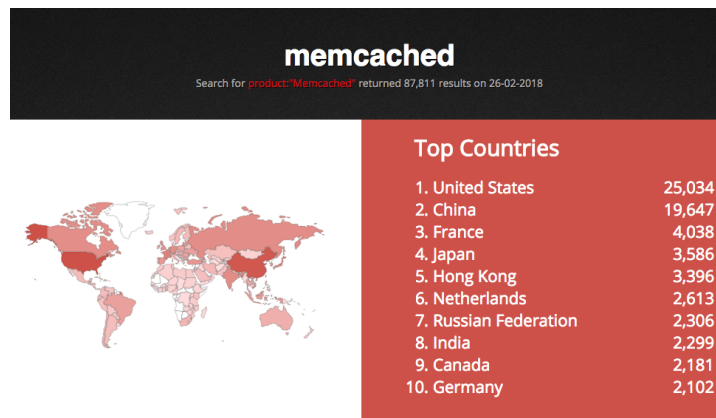 memcached
Search for product:"Memcached" returned 87,811 results on 26-02-2018
Top Countries
1. United States 25,034
2. China 19,647
3. France 4,038
4. Japan 3,586
5. Hong Kong 3,396
6. Netherlands 2,613
7. Russian Federation 2,306
8. India 2,299
9. Canada 2,181
10. Germany 2,102